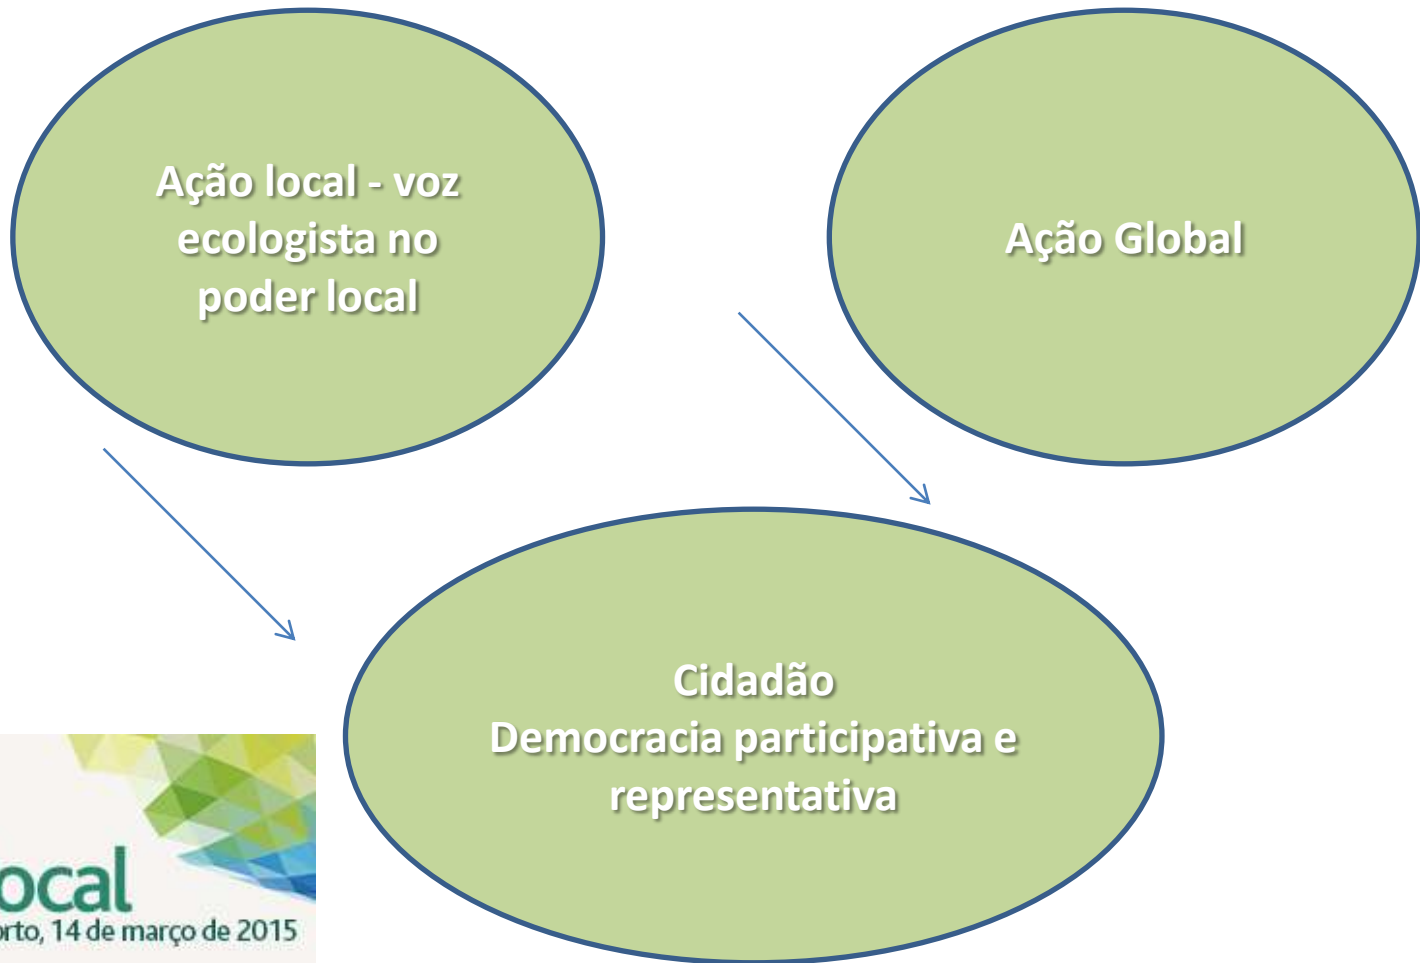 Ação local - voz
ecologista no
poder local
Ação Global
Cidadão
Democracia participativa e
representativa
ocal
orto, 14 de março de 2015